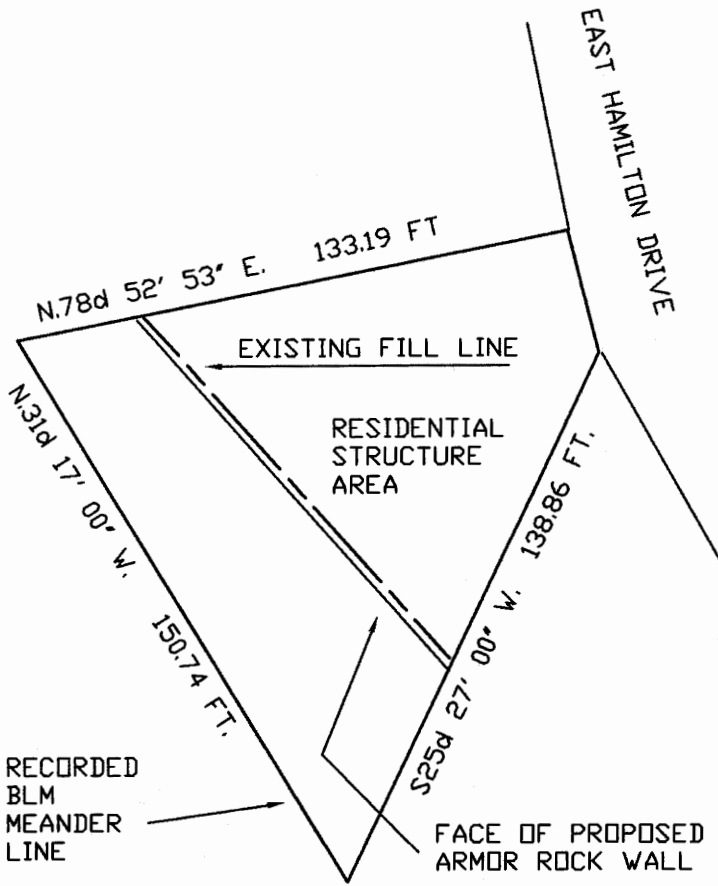 EAST HAMILTON DRIVE
N.78d 52' 53" E. 133.19 FT
EXISTING FILL LINE
N.31d 17' 00" W. 150.74 FT.
RESIDENTIAL
STRUCTURE
AREA
S25d 27' 00" W. 138.86 FT.
RECORDED
BLM
MEANDER
LINE
FACE OF PROPOSED
ARMOR ROCK WALL